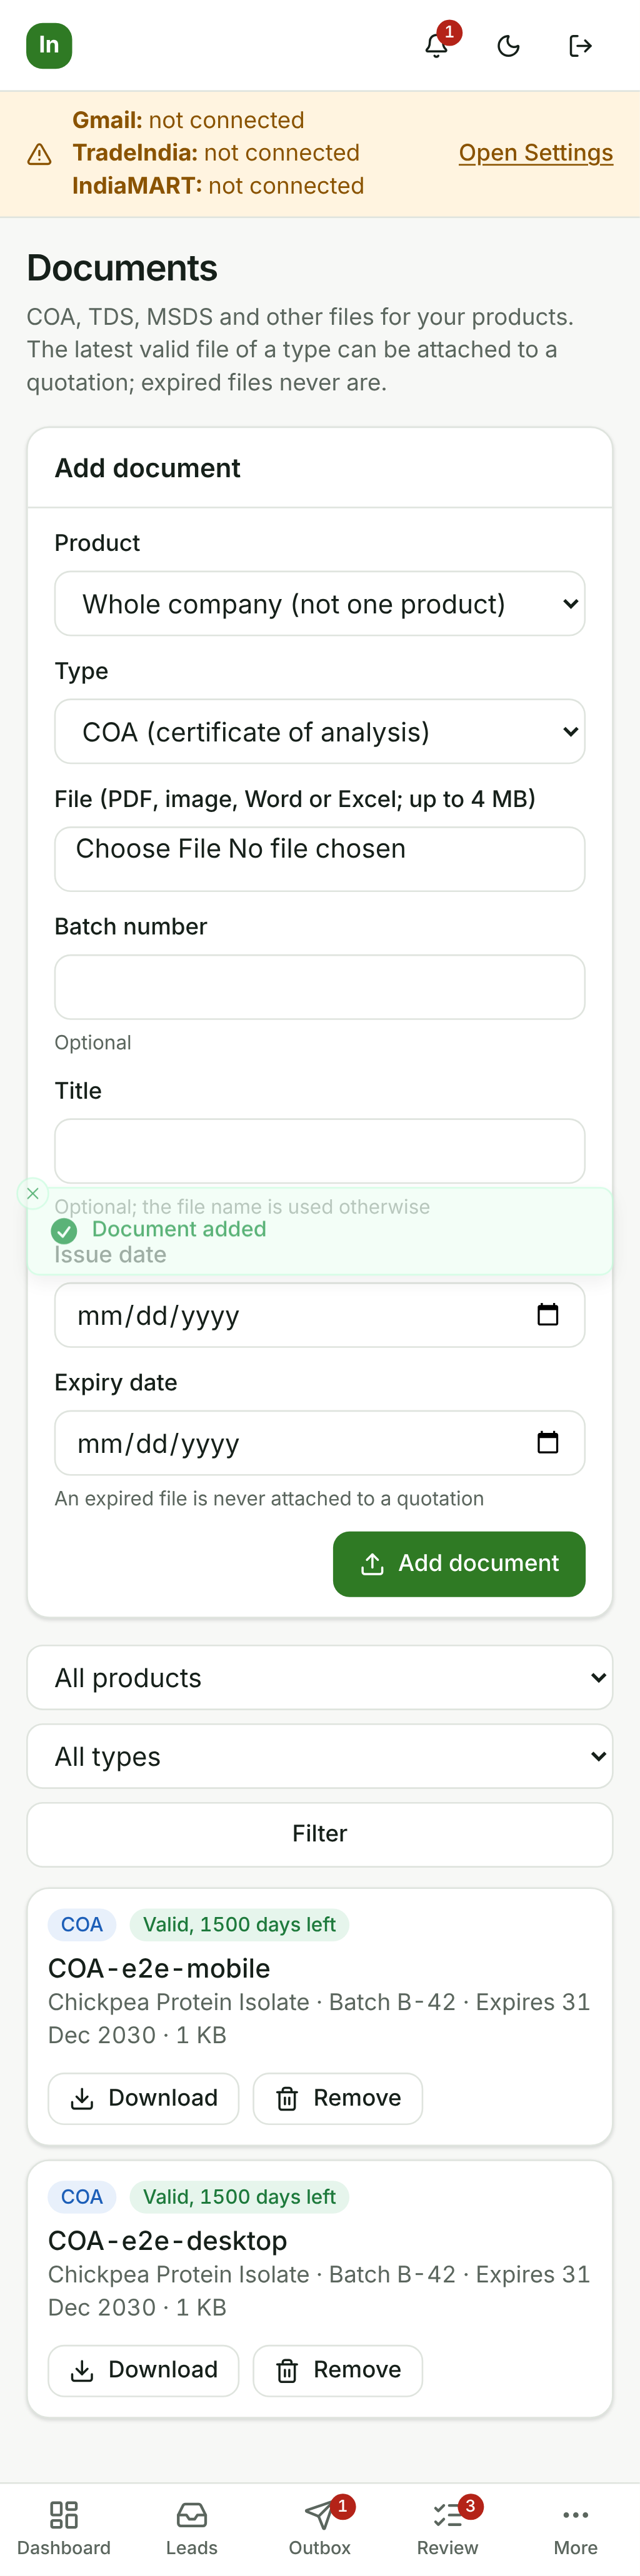 In
1
Gmail: not connected
TradeIndia: not connected
IndiaMART: not connected
Open Settings
Documents
COA, TDS, MSDS and other files for your products.
The latest valid file of a type can be attached to a
quotation; expired files never are.
Add document
Product
Whole company (not one product)
Type
COA (certificate of analysis)
File (PDF, image, Word or Excel; up to 4 MB)
Choose File No file chosen
Batch number
Optional
Title
Optional; the file name is used otherwise
Document added
Issue date
mm/dd/yyyy
Expiry date
mm/dd/yyyy
An expired file is never attached to a quotation
Add document
All products
All types
Filter
COA Valid, 1500 days left
COA-e2e-mobile
Chickpea Protein Isolate · Batch B-42 · Expires 31
Dec 2030 · 1 KB
Download Remove
COA Valid, 1500 days left
COA-e2e-desktop
Chickpea Protein Isolate · Batch B-42 · Expires 31
Dec 2030 · 1 KB
Download Remove
1 3
Dashboard Leads Outbox Review More